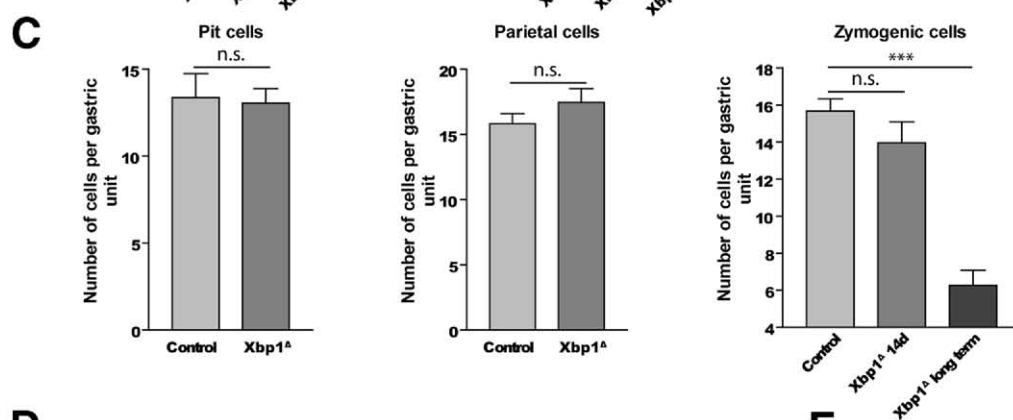 C
Pit cells
n.s.
Number of cells per gastric
unit
15
10
5
0
Control
Xbp1Δ
Parietal cells
n.s.
Number of cells per gastric
unit
20
15
10
5
0
Control
Xbp1Δ
Zymogenic cells
***
n.s.
Number of cells per gastric
unit
18
16
14
12
10
8
6
4
Control
Xbp1Δ 14d
Xbp1Δ long term